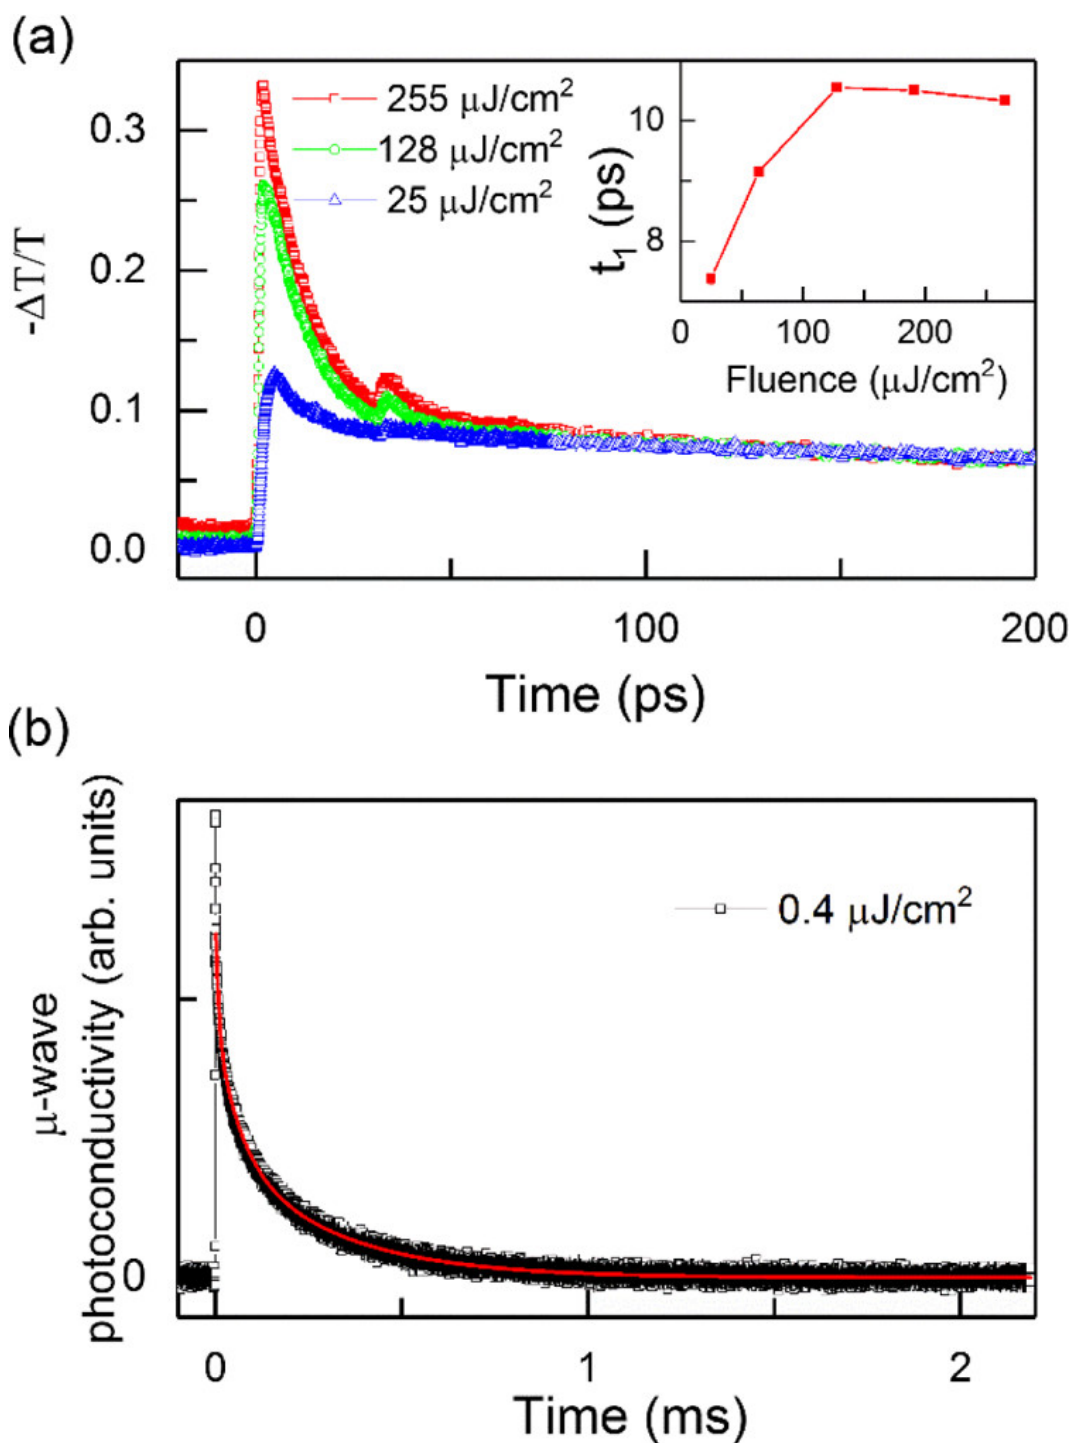 (a)
255 μJ/cm²
128 μJ/cm²
25 μJ/cm²
-ΔT/T
0.3
0.2
0.1
0.0
0
100
200
Time (ps)
t₁ (ps)
10
8
0
100
200
Fluence (μJ/cm²)
(b)
μ-wave
photoconductivity (arb. units)
0.4 μJ/cm²
0
0
1
2
Time (ms)